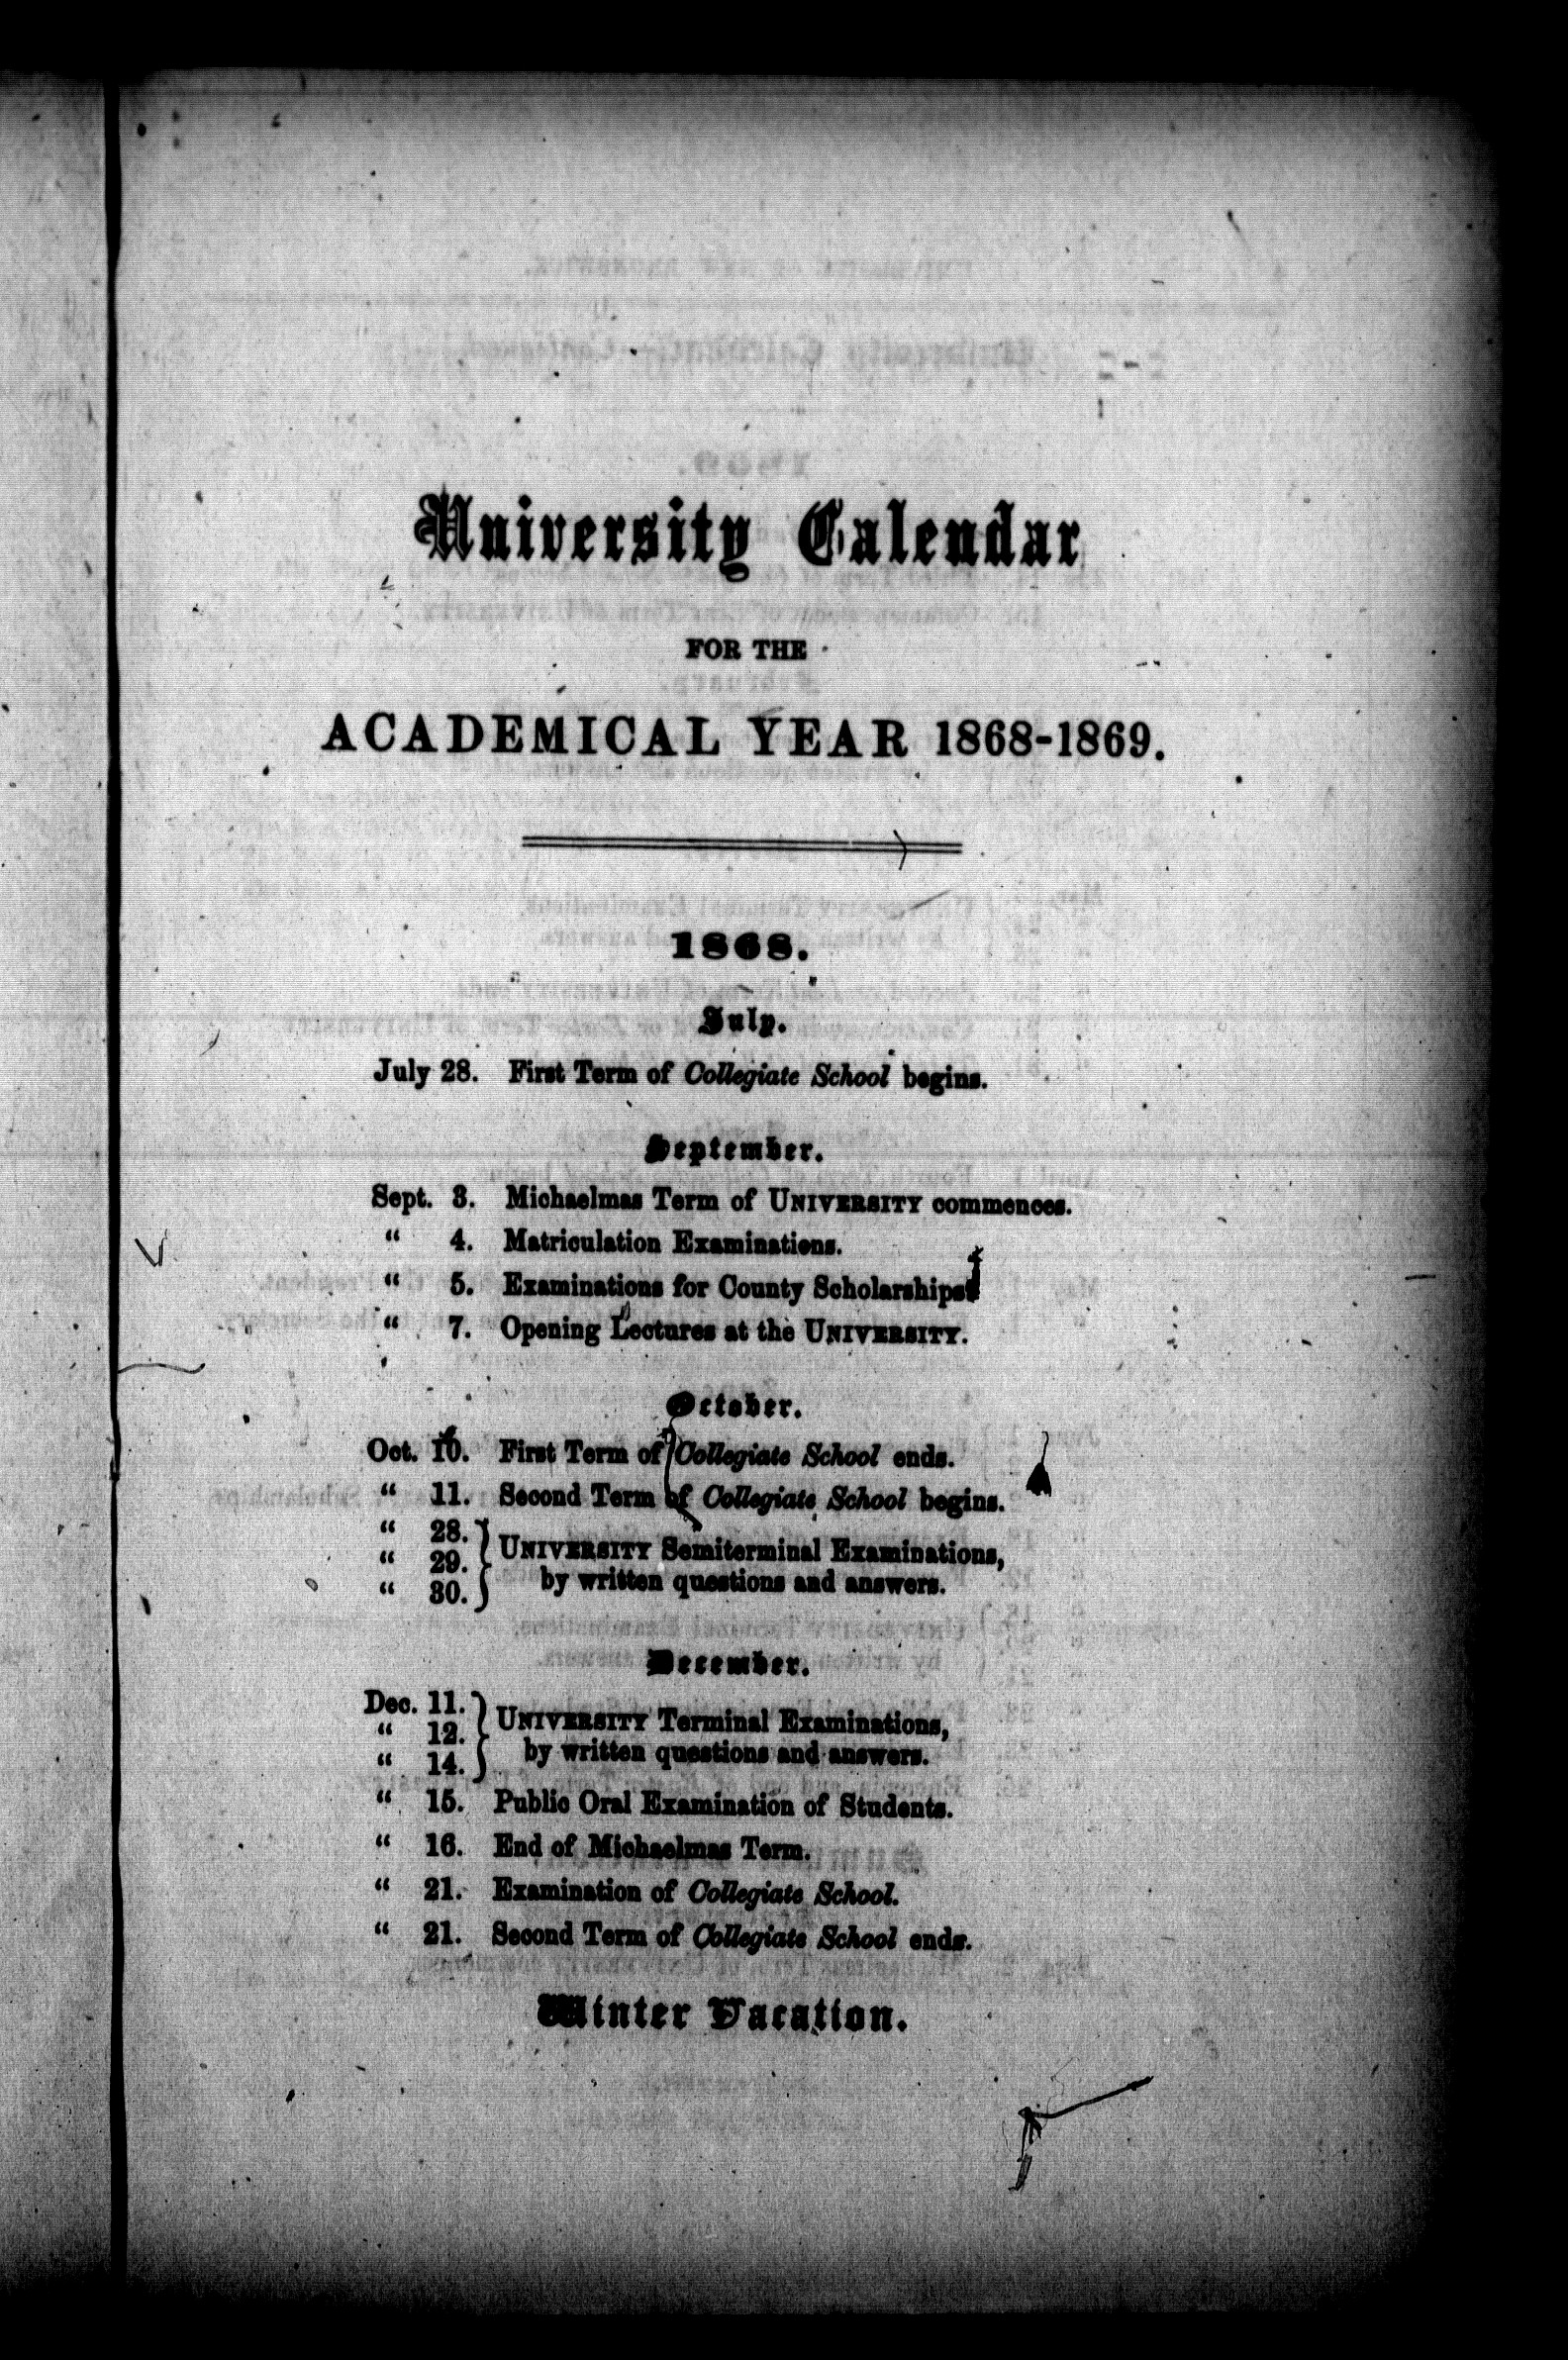 University Calendar
FOR THE
ACADEMICAL YEAR 1868-1869.
1868.
July.
July 28. First Term of Collegiate School begins.
September.
Sept. 3. Michaelmas Term of UNIVERSITY commences.
“ 4. Matriculation Examinations.
“ 5. Examinations for County Scholarships.
“ 7. Opening Lectures at the UNIVERSITY.
October.
Oct. 10. First Term of Collegiate School ends.
“ 11. Second Term of Collegiate School begins.
“ 28.
“ 29.
“ 30.
} UNIVERSITY Semiterminal Examinations,
by written questions and answers.
December.
Dec. 11.
“ 12.
“ 14.
} UNIVERSITY Terminal Examinations,
by written questions and answers.
“ 15. Public Oral Examination of Students.
“ 16. End of Michaelmas Term.
“ 21. Examination of Collegiate School.
“ 21. Second Term of Collegiate School ends.
Winter Vacation.